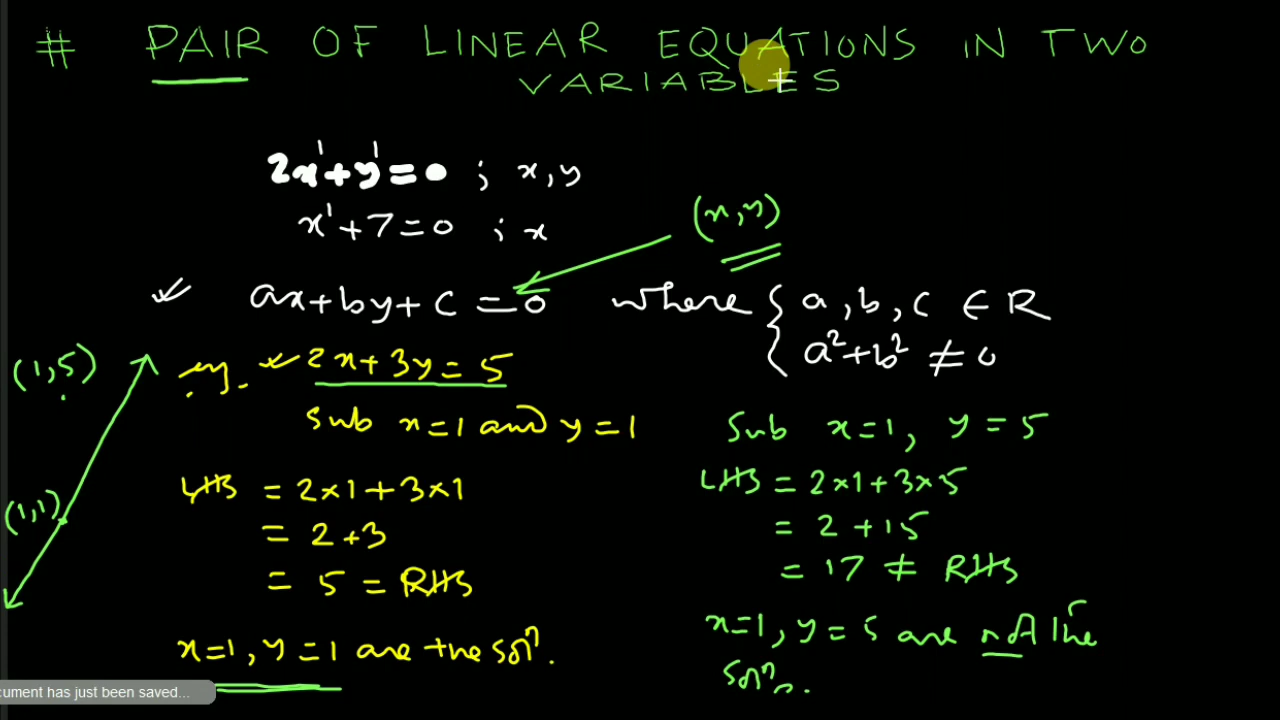 # PAIR OF LINEAR EQUATIONS IN TWO
VARIABLES
2x¹+y¹=0 ; x,y
x¹+7=0 ; x
(x,y)
ax+by+c=0 where { a,b,c ∈ R
a²+b² ≠ 0
(1,5)
eg. 2x+3y=5
Sub x=1 and y=1
LHS = 2×1+3×1
= 2+3
= 5 = RHS
x=1, y=1 are the solⁿ.
(1,1)
Sub x=1, y=5
LHS = 2×1+3×5
= 2+15
= 17 ≠ RHS
x=1, y=5 are not the
solⁿ.
cument has just been saved...